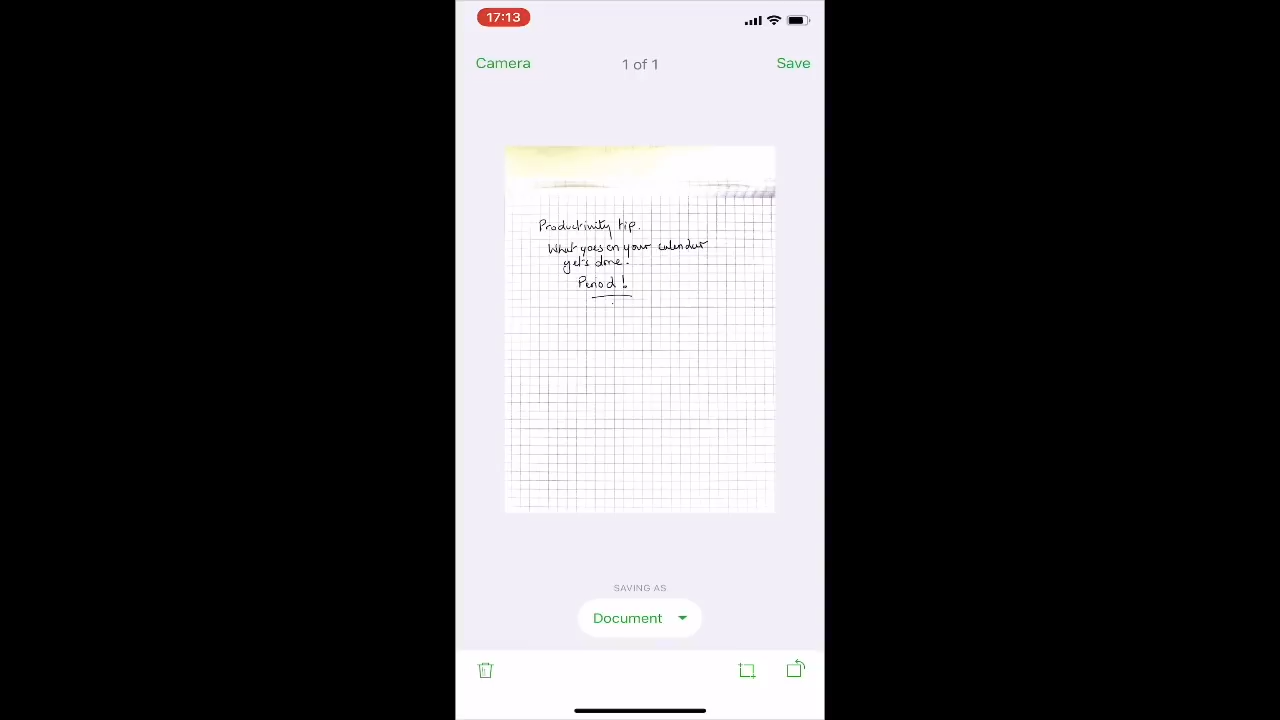 17:13
Camera
1 of 1
Save
Productivity tip.
What goes on your calendar
get's done.
Period!
SAVING AS
Document